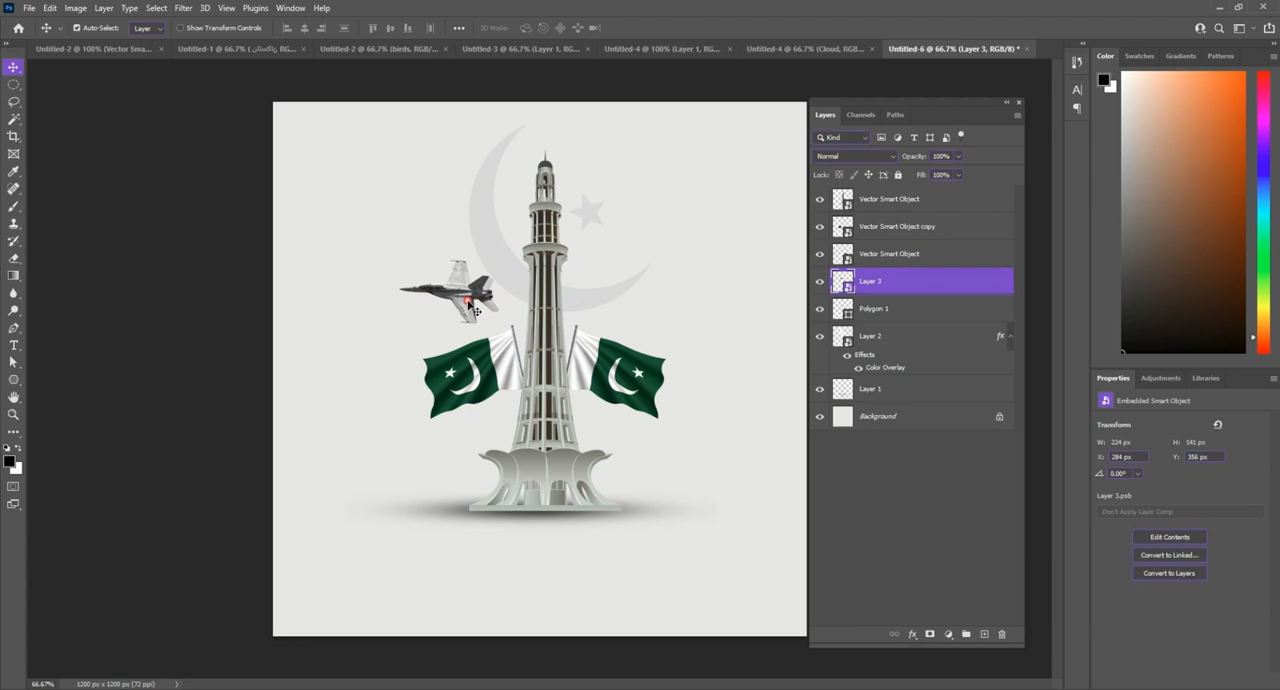 File Edit Image Layer Type Select Filter 3D View Plugins Window Help
Auto-Select: Layer Show Transform Controls 3D Mode:
Untitled-2 @ 100% (Vector Sma... × Untitled-1 @ 66.7% ( پاکستان, RG... × Untitled-2 @ 66.7% (birds, RGB/... × Untitled-3 @ 66.7% (Layer 1, RG... × Untitled-4 @ 100% (Layer 1, RG... × Untitled-4 @ 66.7% (Cloud, RGB... × Untitled-6 @ 66.7% (Layer 3, RGB/8) * ×
Layers Channels Paths
Kind
Normal Opacity: 100%
Lock: Fill: 100%
Vector Smart Object
Vector Smart Object copy
Vector Smart Object
Layer 3
Polygon 1
Layer 2 fx
Effects
Color Overlay
Layer 1
Background
Color Swatches Gradients Patterns
Properties Adjustments Libraries
Embedded Smart Object
Transform
W: 224 px H: 141 px
X: 284 px Y: 356 px
0.00°
Layer 3.psb
Don't Apply Layer Comp
Edit Contents
Convert to Linked...
Convert to Layers
66.67% 1200 px x 1200 px (72 ppi)